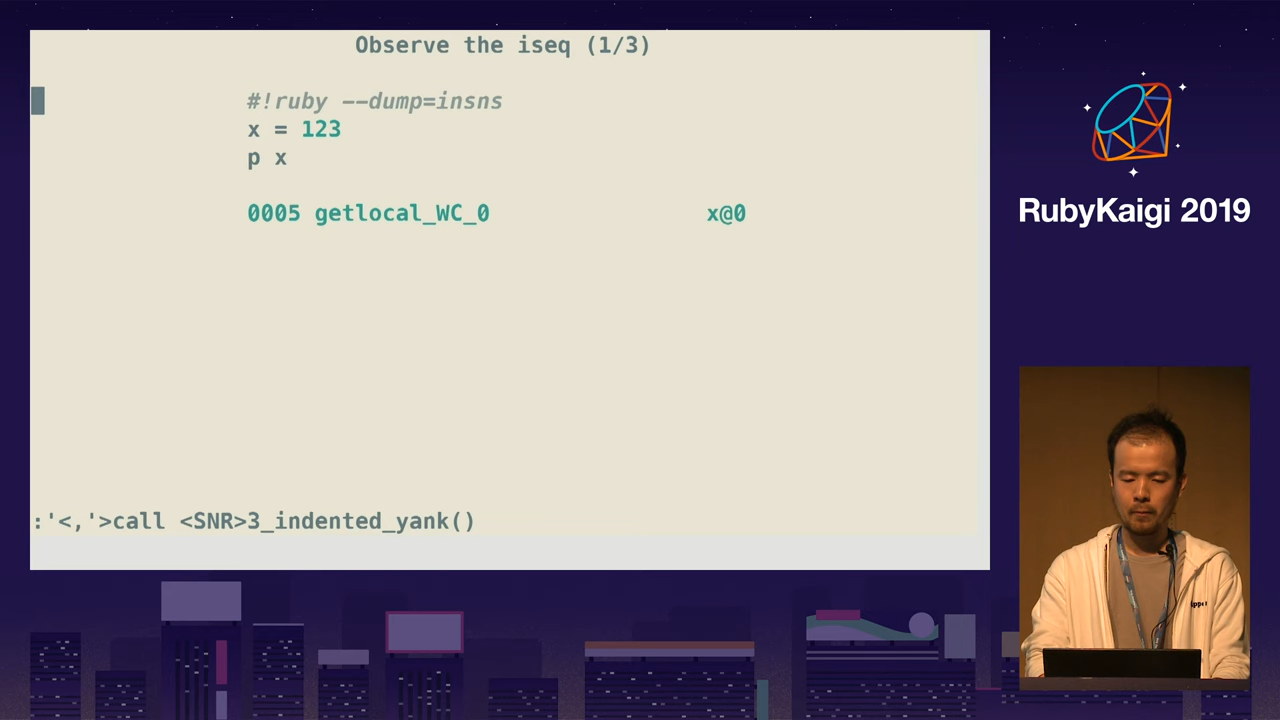 Observe the iseq (1/3)
#!ruby --dump=insns
x = 123
p x
0005 getlocal_WC_0 x@0
:'<,'>call <SNR>3_indented_yank()
RubyKaigi 2019